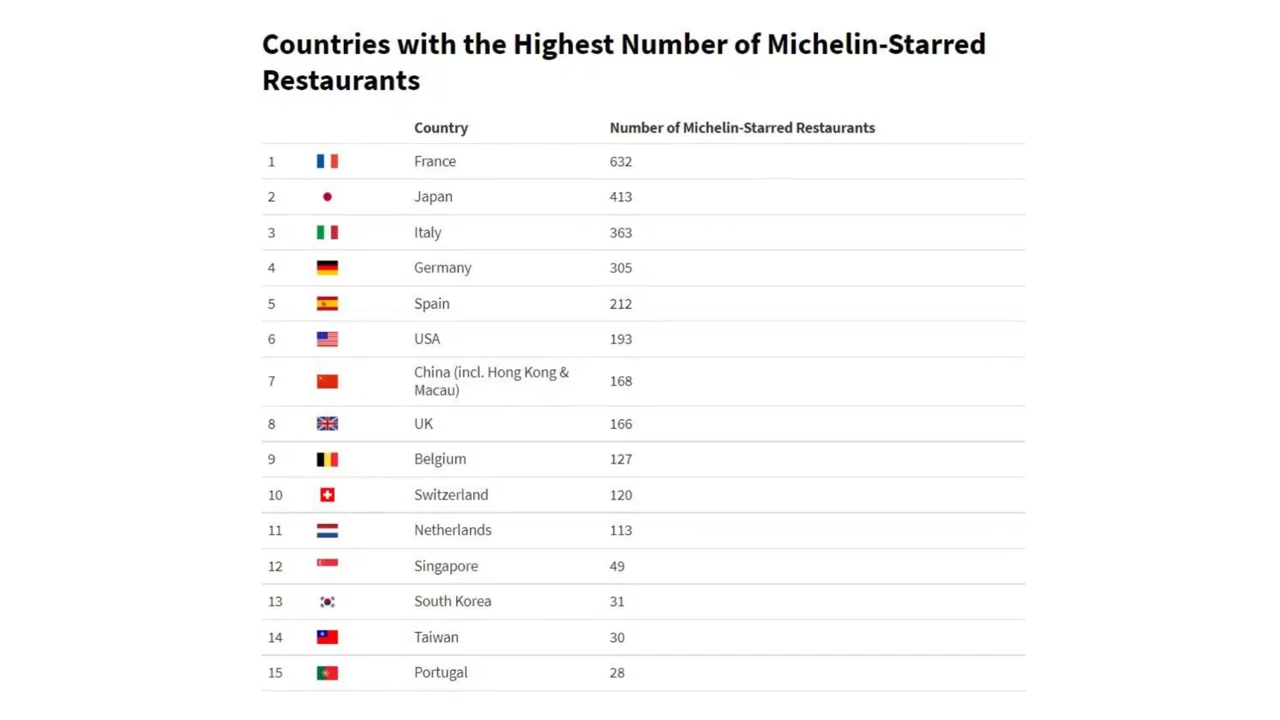 Countries with the Highest Number of Michelin-Starred
Restaurants
Country Number of Michelin-Starred Restaurants
1 France 632
2 Japan 413
3 Italy 363
4 Germany 305
5 Spain 212
6 USA 193
7 China (incl. Hong Kong & Macau) 168
8 UK 166
9 Belgium 127
10 Switzerland 120
11 Netherlands 113
12 Singapore 49
13 South Korea 31
14 Taiwan 30
15 Portugal 28